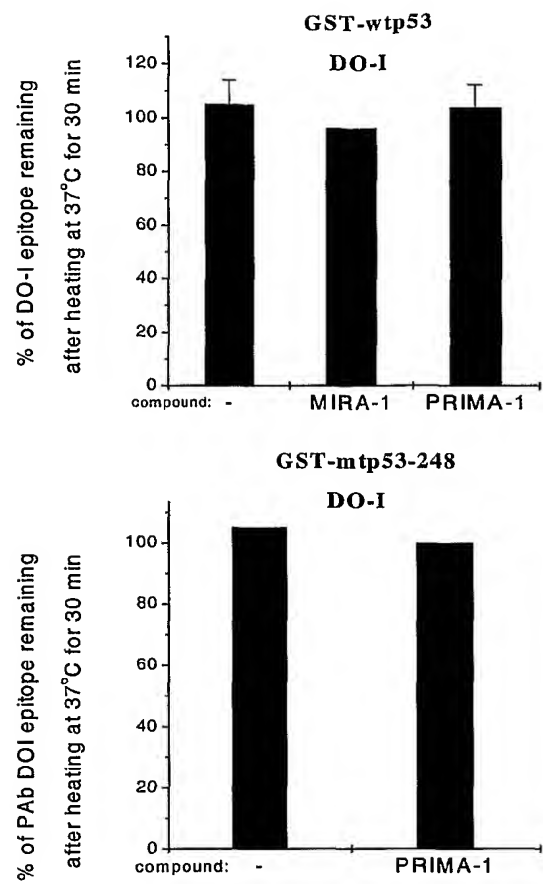 GST-wtp53
DO-I
% of DO-I epitope remaining
after heating at 37°C for 30 min
120
100
80
60
40
20
0
compound: - MIRA-1 PRIMA-1
GST-mtp53-248
DO-I
% of PAb DOI epitope remaining
after heating at 37°C for 30 min
100
80
60
40
20
0
compound: - PRIMA-1